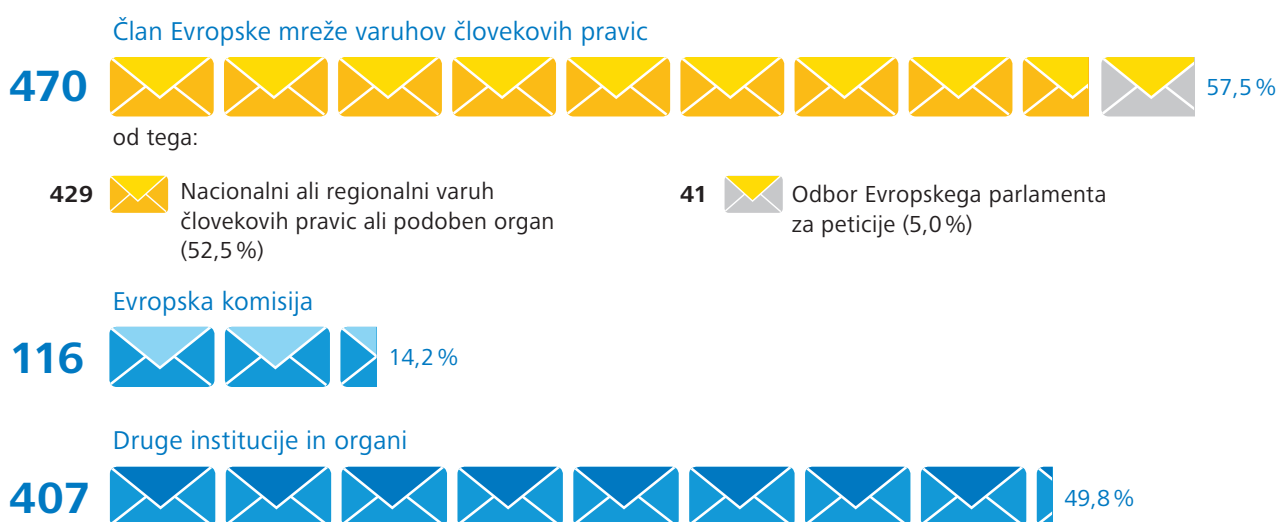 Član Evropske mreže varuhov človekovih pravic
470
57,5 %
od tega:
429
Nacionalni ali regionalni varuh
človekovih pravic ali podoben organ
(52,5 %)
41
Odbor Evropskega parlamenta
za peticije (5,0 %)
Evropska komisija
116
14,2 %
Druge institucije in organi
407
49,8 %